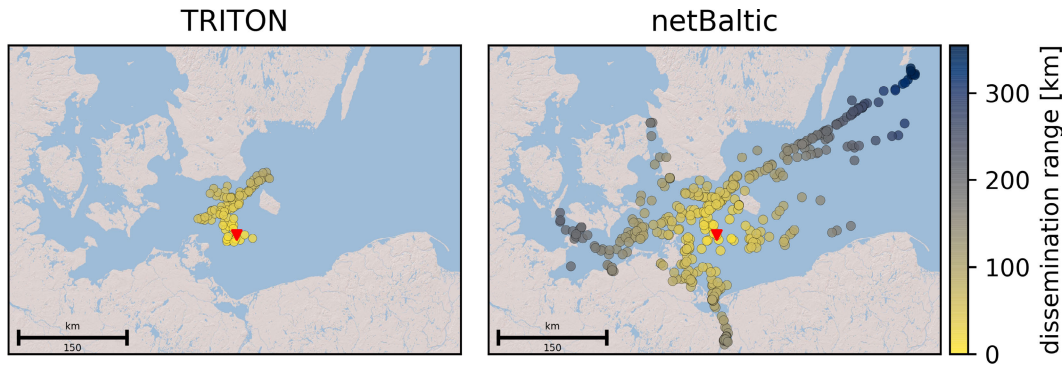 TRITON
netBaltic
km
150
km
150
300
200
100
0
dissemination range [km]